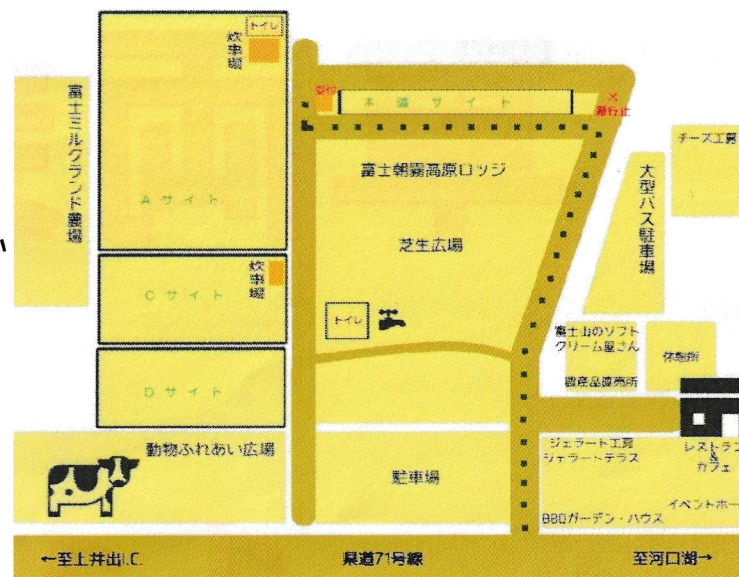 トイレ
炊事場
富士ミルクランド農場
Aサイト
受付
木造サイト
×
通行止
富士朝霧高原ロッジ
チーズ工房
大型バス駐車場
芝生広場
炊事場
Cサイト
トイレ
富士山のソフト
クリーム屋さん
休憩所
農産品直売所
Dサイト
動物ふれあい広場
駐車場
ジェラート工房
ジェラートテラス
レストラン
&
カフェ
イベントホー
BBQガーデン・ハウス
←至上井出I.C.
県道71号線
至河口湖→